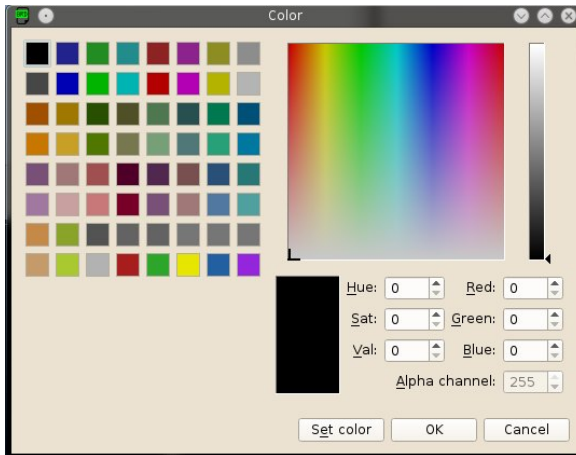 Color
Hue: 0 Red: 0
Sat: 0 Green: 0
Val: 0 Blue: 0
Alpha channel: 255
Set color OK Cancel